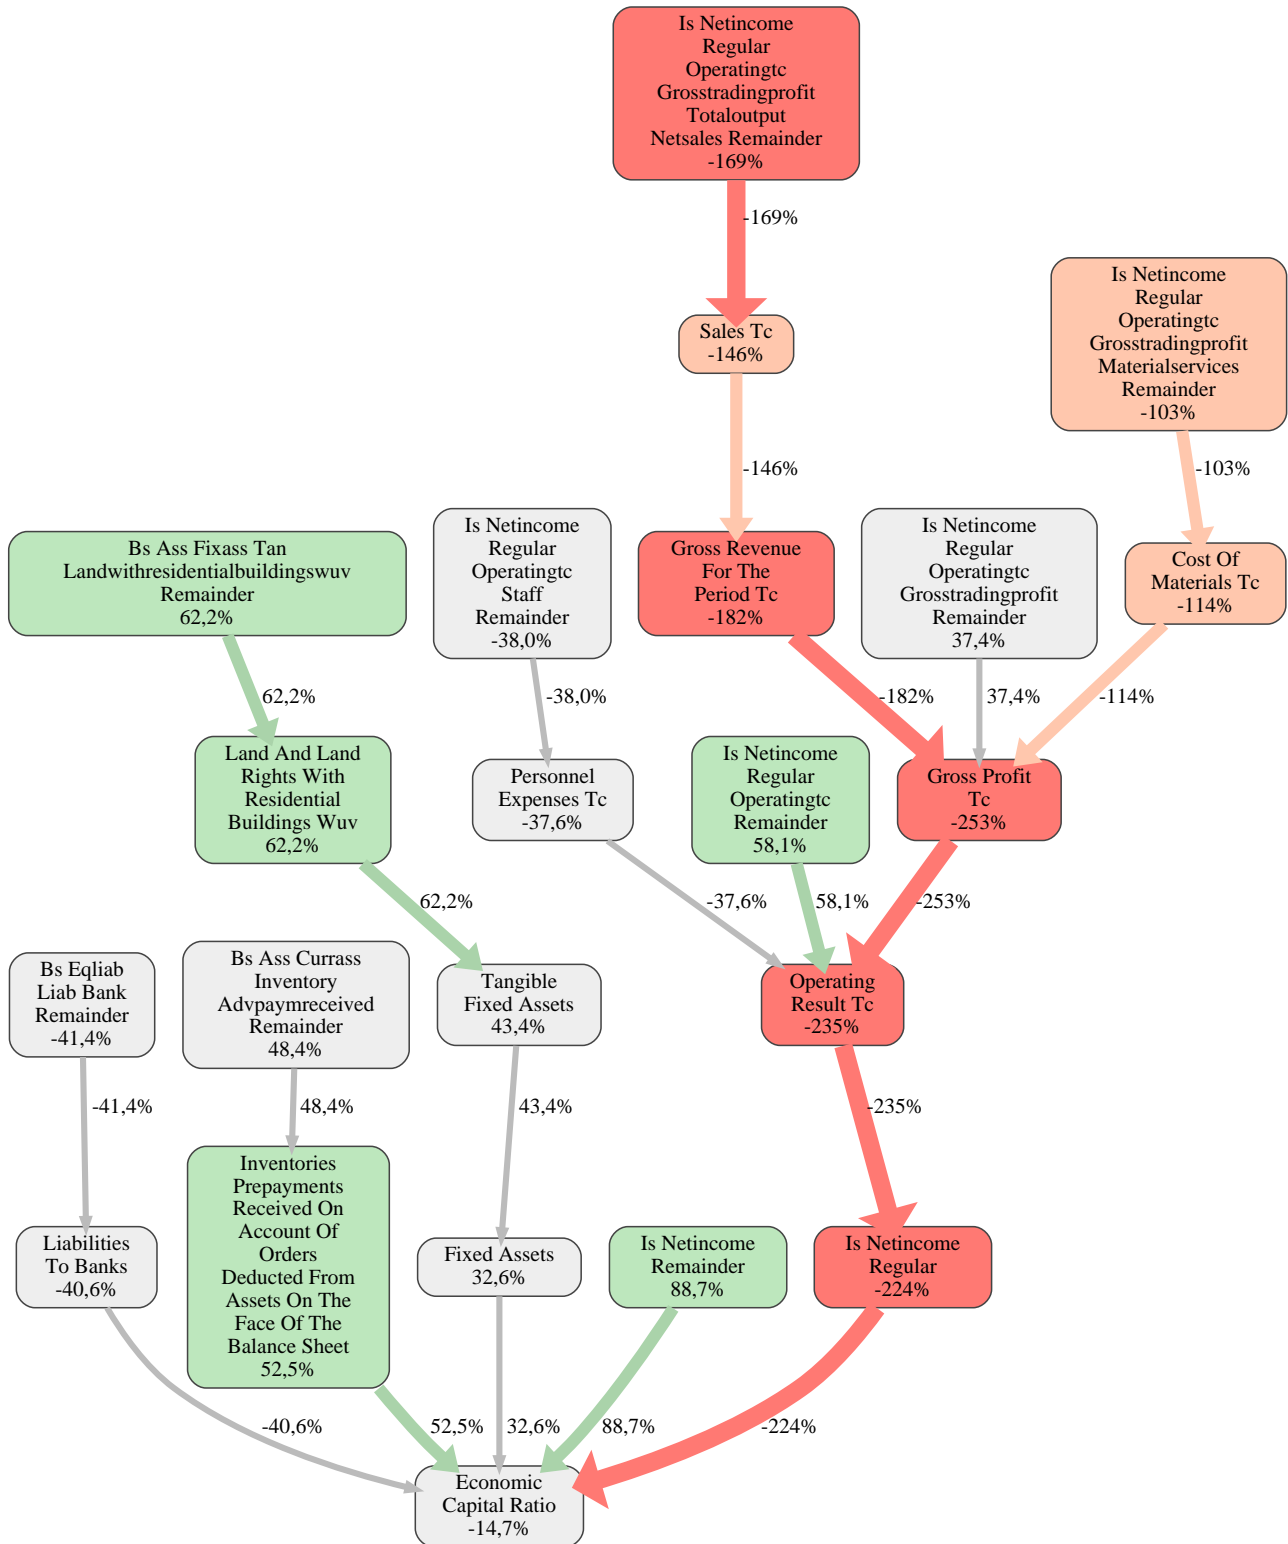 Is Netincome
Regular
Operatingtc
Grosstradingprofit
Totaloutput
Netsales Remainder
-169%
-169%
Sales Tc
-146%
Is Netincome
Regular
Operatingtc
Grosstradingprofit
Materialservices
Remainder
-103%
-146%
-103%
Bs Ass Fixass Tan
Landwithresidentialbuildingswuv
Remainder
62,2%
Is Netincome
Regular
Operatingtc
Staff
Remainder
-38,0%
Gross Revenue
For The
Period Tc
-182%
Is Netincome
Regular
Operatingtc
Grosstradingprofit
Remainder
37,4%
Cost Of
Materials Tc
-114%
62,2%
-38,0%
-182%
37,4%
-114%
Land And Land
Rights With
Residential
Buildings Wuv
62,2%
Personnel
Expenses Tc
-37,6%
Is Netincome
Regular
Operatingtc
Remainder
58,1%
Gross Profit
Tc
-253%
62,2%
-37,6%
58,1%
-253%
Bs Eqliab
Liab Bank
Remainder
-41,4%
Bs Ass Currass
Inventory
Advpaymreceived
Remainder
48,4%
Tangible
Fixed Assets
43,4%
Operating
Result Tc
-235%
-41,4%
48,4%
43,4%
-235%
Liabilities
To Banks
-40,6%
Inventories
Prepayments
Received On
Account Of
Orders
Deducted From
Assets On The
Face Of The
Balance Sheet
52,5%
Fixed Assets
32,6%
Is Netincome
Remainder
88,7%
Is Netincome
Regular
-224%
-40,6%
52,5%
32,6%
88,7%
-224%
Economic
Capital Ratio
-14,7%